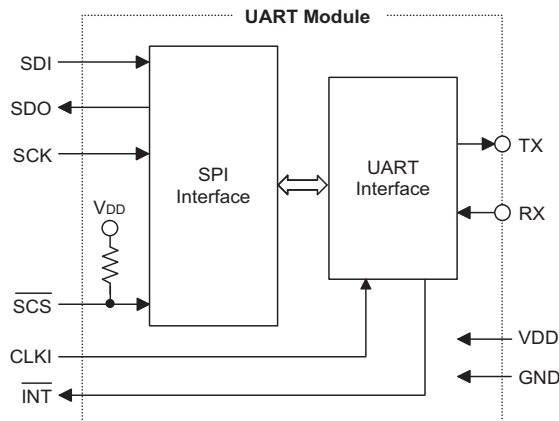 UART Module
SDI
SDO
SCK
SPI
Interface
UART
Interface
TX
RX
VDD
SCS
CLKI
INT
VDD
GND